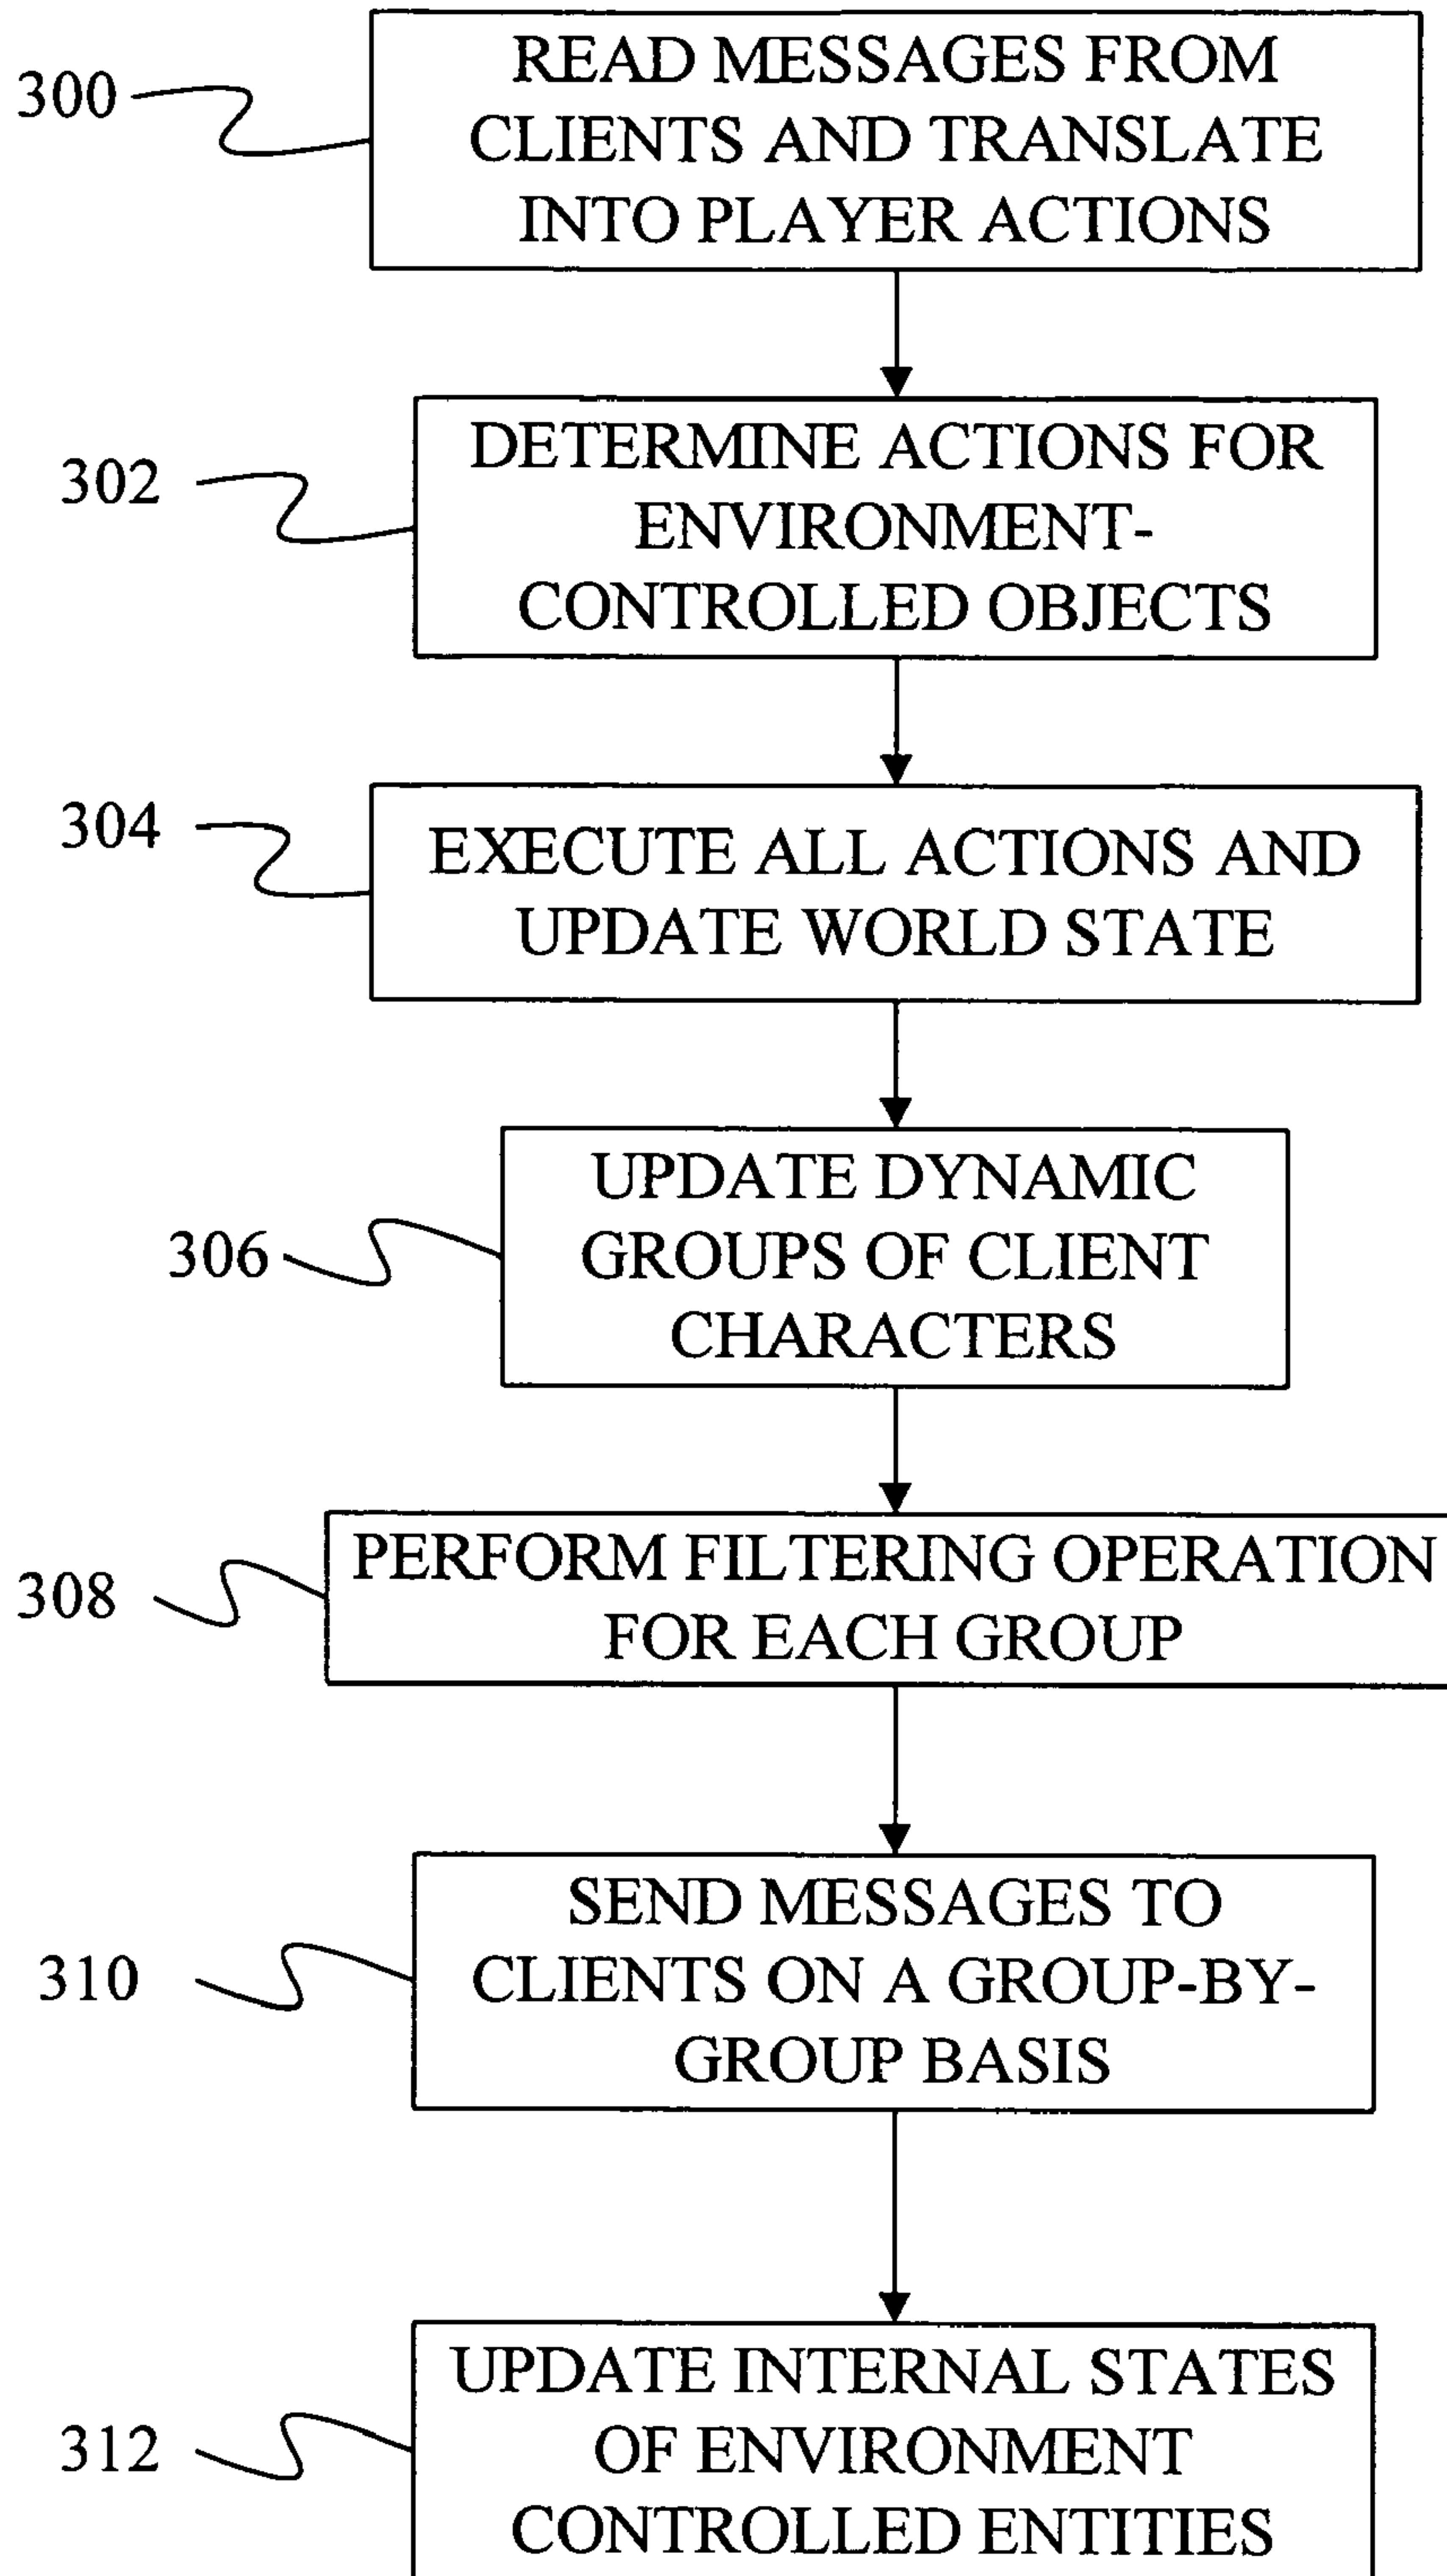 300
READ MESSAGES FROM
CLIENTS AND TRANSLATE
INTO PLAYER ACTIONS
302
DETERMINE ACTIONS FOR
ENVIRONMENT-
CONTROLLED OBJECTS
304
EXECUTE ALL ACTIONS AND
UPDATE WORLD STATE
306
UPDATE DYNAMIC
GROUPS OF CLIENT
CHARACTERS
308
PERFORM FILTERING OPERATION
FOR EACH GROUP
310
SEND MESSAGES TO
CLIENTS ON A GROUP-BY-
GROUP BASIS
312
UPDATE INTERNAL STATES
OF ENVIRONMENT
CONTROLLED ENTITIES